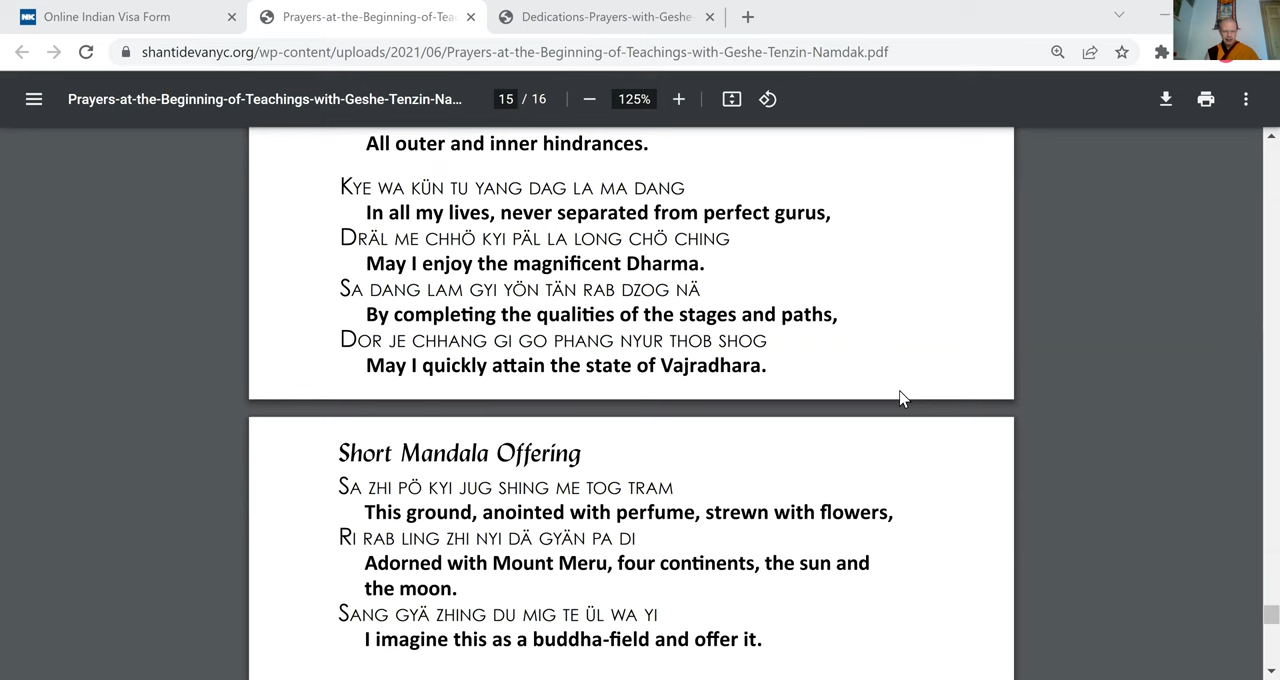 Online Indian Visa Form
Prayers-at-the-Beginning-of-Tea
Dedications-Prayers-with-Geshe-
shantidevanyc.org/wp-content/uploads/2021/06/Prayers-at-the-Beginning-of-Teachings-with-Geshe-Tenzin-Namdak.pdf
Prayers-at-the-Beginning-of-Teachings-with-Geshe-Tenzin-Na...
15 / 16
125%
All outer and inner hindrances.
KYE WA KÜN TU YANG DAG LA MA DANG
In all my lives, never separated from perfect gurus,
DRÄL ME CHHÖ KYI PÄL LA LONG CHÖ CHING
May I enjoy the magnificent Dharma.
SA DANG LAM GYI YÖN TÄN RAB DZOG NÄ
By completing the qualities of the stages and paths,
DOR JE CHHANG GI GO PHANG NYUR THOB SHOG
May I quickly attain the state of Vajradhara.
Short Mandala Offering
SA ZHI PÖ KYI JUG SHING ME TOG TRAM
This ground, anointed with perfume, strewn with flowers,
RI RAB LING ZHI NYI DÄ GYÄN PA DI
Adorned with Mount Meru, four continents, the sun and
the moon.
SANG GYÄ ZHING DU MIG TE ÜL WA YI
I imagine this as a buddha-field and offer it.